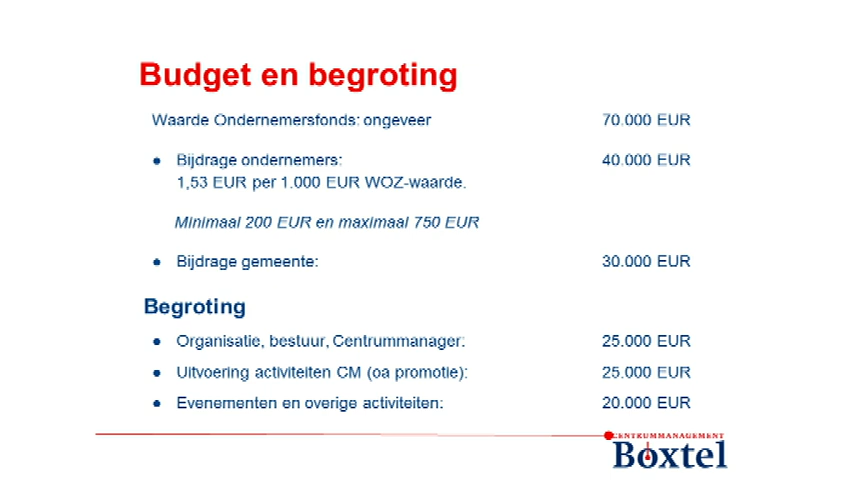 Budget en begroting
Waarde Ondernemersfonds: ongeveer 70.000 EUR
• Bijdrage ondernemers: 40.000 EUR
1,53 EUR per 1.000 EUR WOZ-waarde.
Minimaal 200 EUR en maximaal 750 EUR
• Bijdrage gemeente: 30.000 EUR
Begroting
• Organisatie, bestuur, Centrummanager: 25.000 EUR
• Uitvoering activiteiten CM (oa promotie): 25.000 EUR
• Evenementen en overige activiteiten: 20.000 EUR
CENTRUMMANAGEMENT
Boxtel